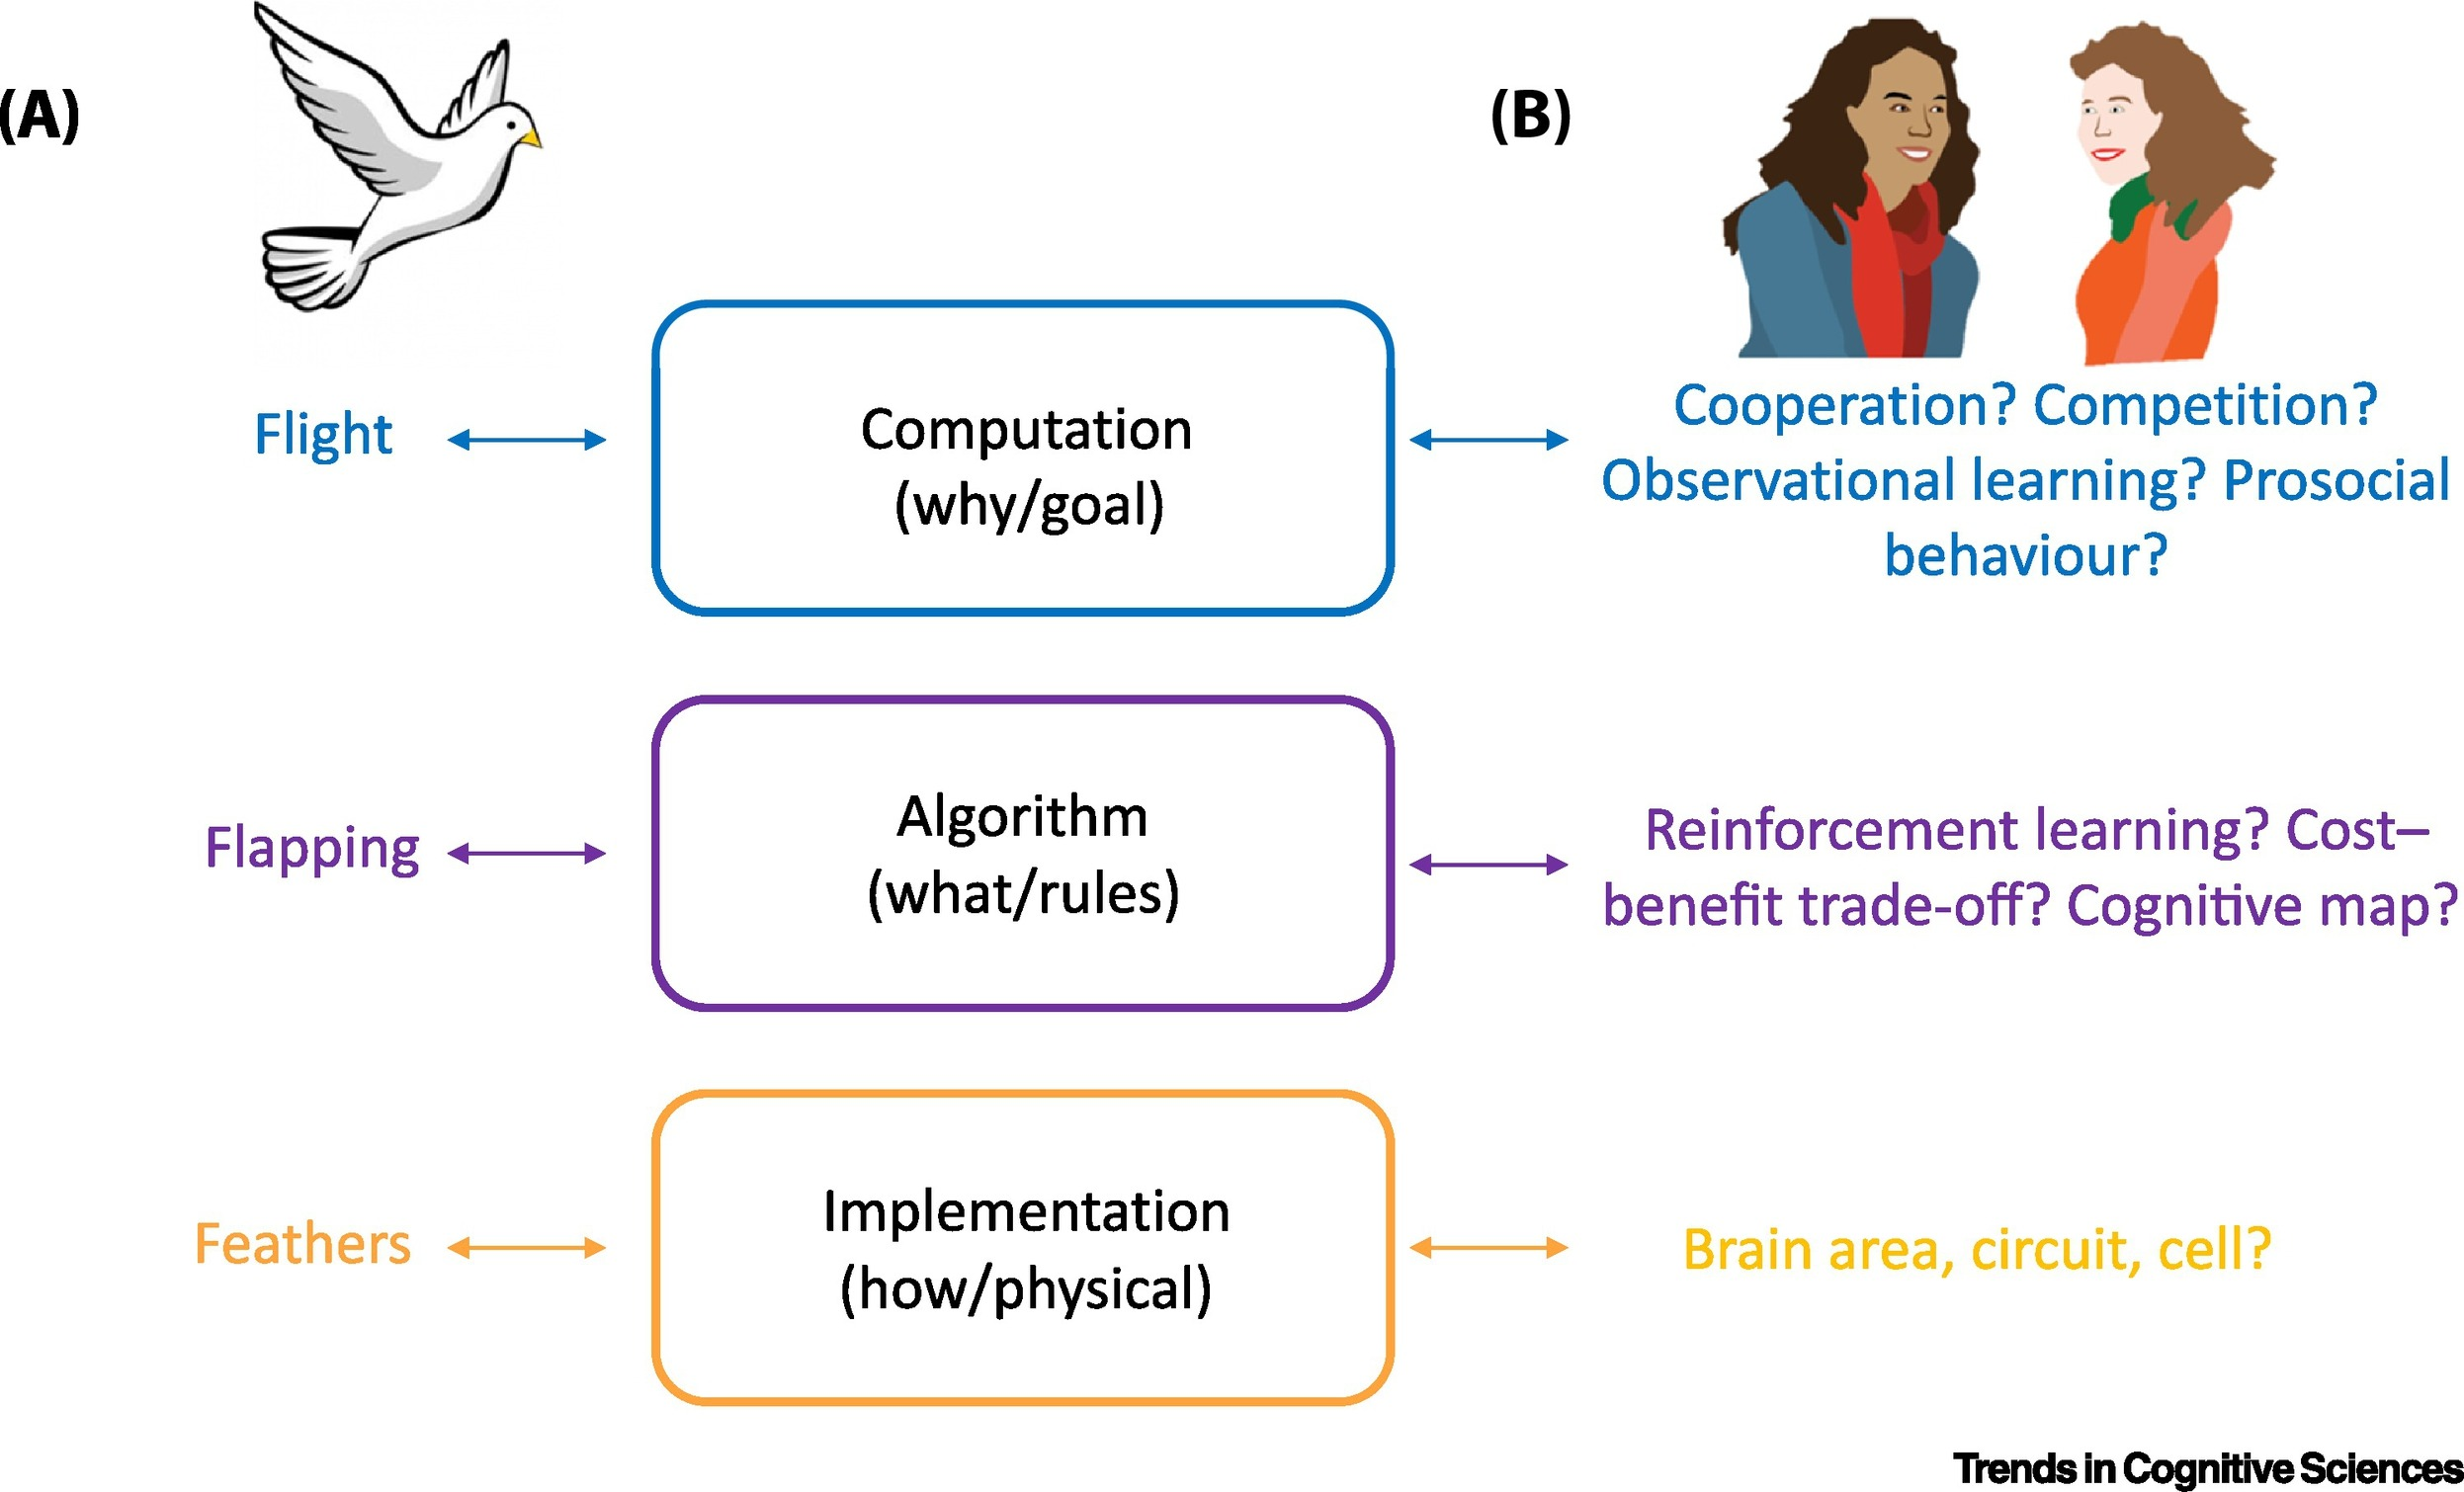 (A)
(B)
Flight
Computation
(why/goal)
Cooperation? Competition?
Observational learning? Prosocial
behaviour?
Flapping
Algorithm
(what/rules)
Reinforcement learning? Cost–
benefit trade-off? Cognitive map?
Feathers
Implementation
(how/physical)
Brain area, circuit, cell?
Trends in Cognitive Sciences